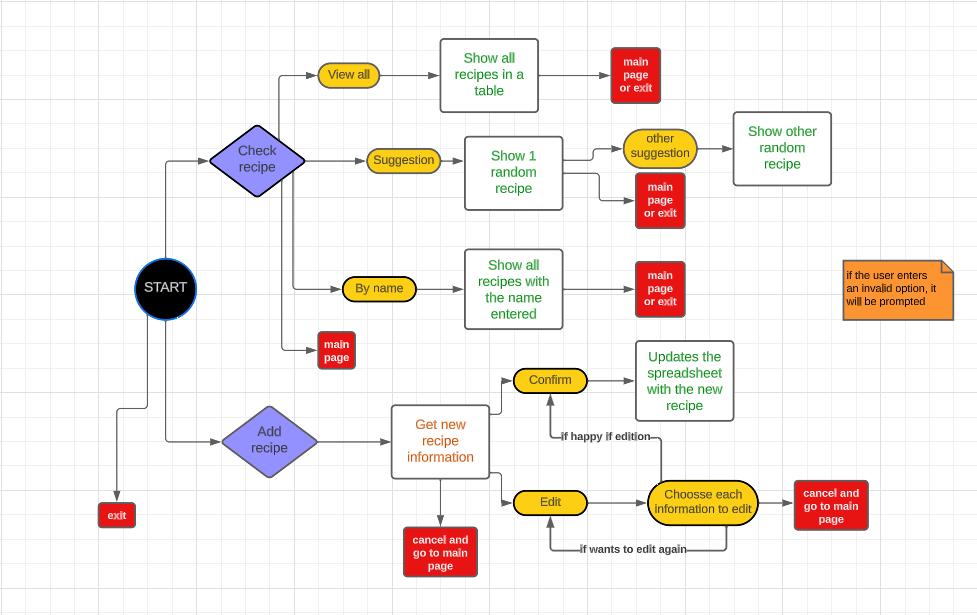 View all
Show all
recipes in a
table
main
page
or exit
Check
recipe
Suggestion
Show 1
random
recipe
other
suggestion
Show other
random
recipe
main
page
or exit
START
By name
Show all
recipes with
the name
entered
main
page
or exit
if the user enters
an invalid option, it
will be prompted
main
page
Confirm
Updates the
spreadsheet
with the new
recipe
Add
recipe
Get new
recipe
information
if happy if edition
exit
Edit
Choosse each
information to edit
cancel and
go to main
page
cancel and
go to main
page
if wants to edit again